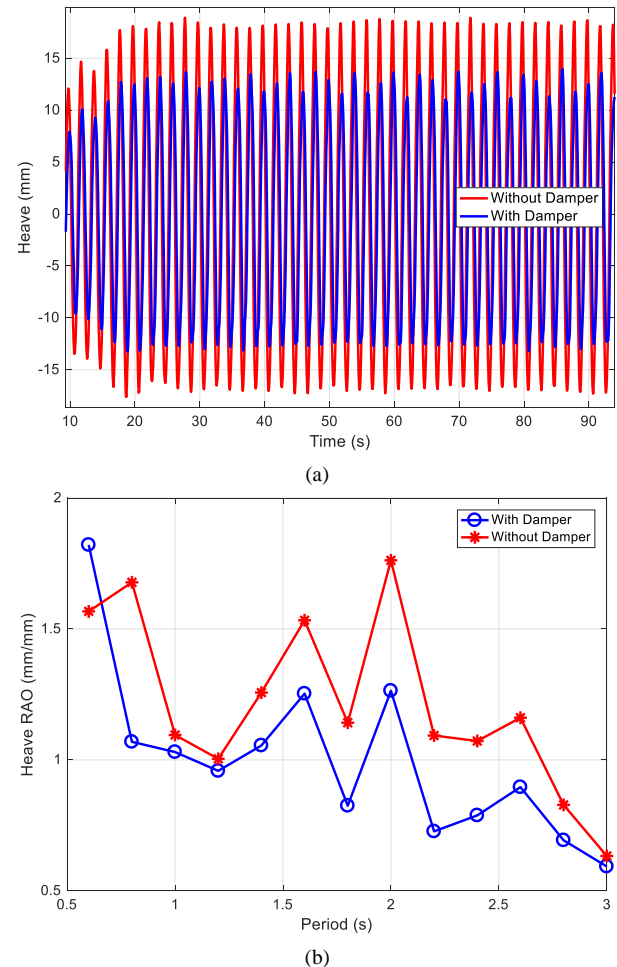 15
10
5
0
-5
-10
-15
Heave (mm)
Without Damper
With Damper
10 20 30 40 50 60 70 80 90
Time (s)
(a)
2
1.5
1
0.5
Heave RAO (mm/mm)
With Damper
Without Damper
0.5 1 1.5 2 2.5 3
Period (s)
(b)